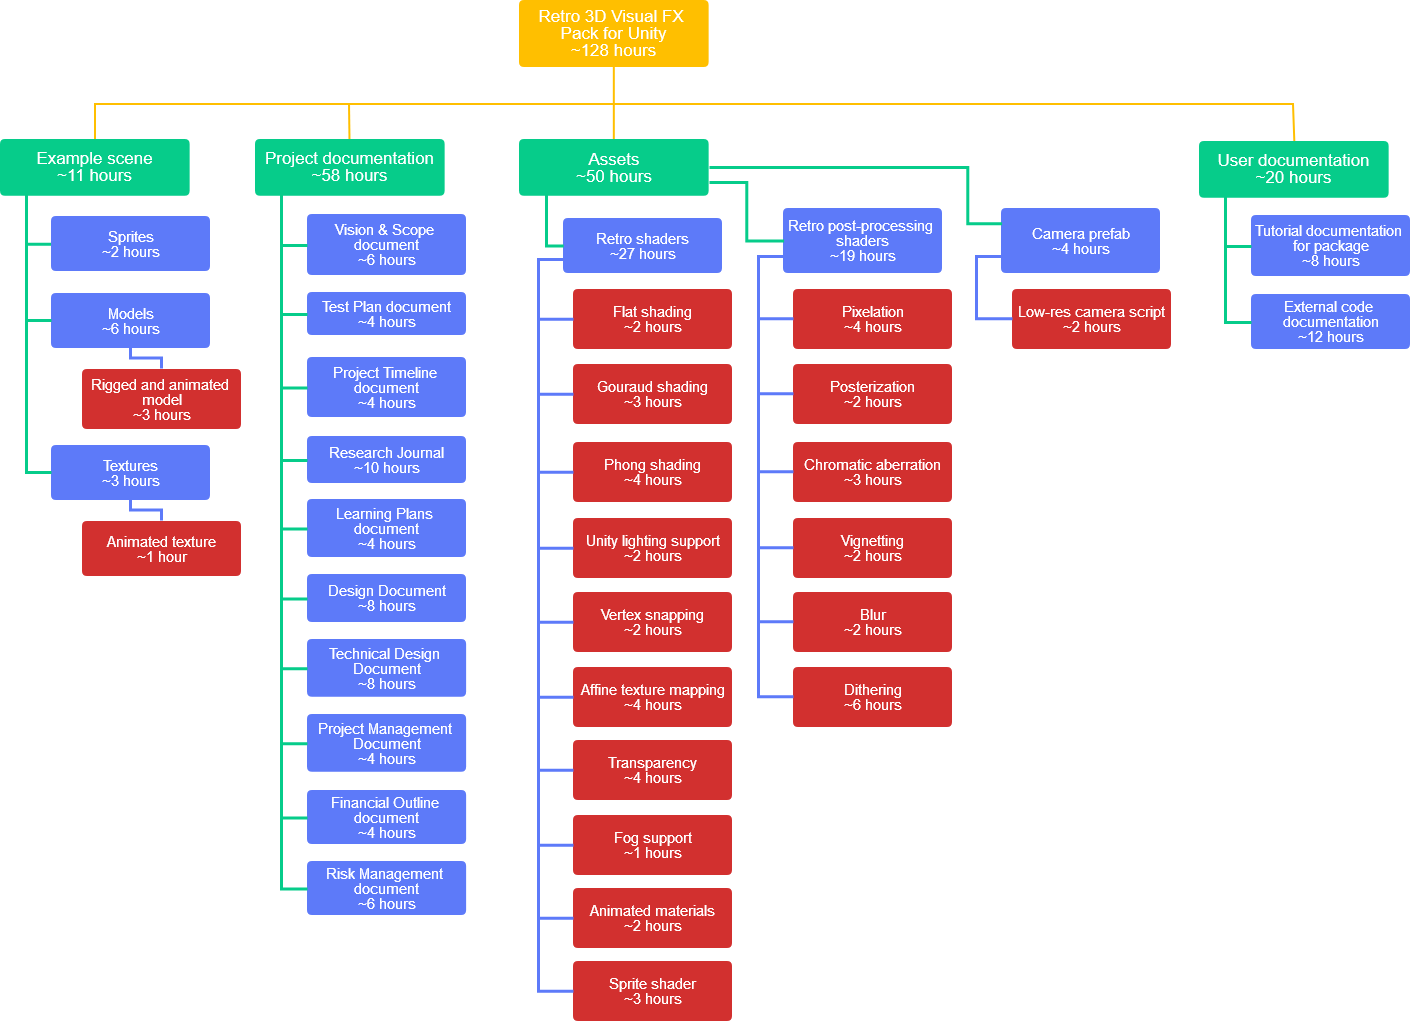 Retro 3D Visual FX
Pack for Unity
~128 hours
Example scene
~11 hours
Sprites
~2 hours
Models
~6 hours
Rigged and animated
model
~3 hours
Textures
~3 hours
Animated texture
~1 hour
Project documentation
~58 hours
Vision & Scope
document
~6 hours
Test Plan document
~4 hours
Project Timeline
document
~4 hours
Research Journal
~10 hours
Learning Plans
document
~4 hours
Design Document
~8 hours
Technical Design
Document
~8 hours
Project Management
Document
~4 hours
Financial Outline
document
~4 hours
Risk Management
document
~6 hours
Assets
~50 hours
Retro shaders
~27 hours
Flat shading
~2 hours
Gouraud shading
~3 hours
Phong shading
~4 hours
Unity lighting support
~2 hours
Vertex snapping
~2 hours
Affine texture mapping
~4 hours
Transparency
~4 hours
Fog support
~1 hours
Animated materials
~2 hours
Sprite shader
~3 hours
Retro post-processing
shaders
~19 hours
Pixelation
~4 hours
Posterization
~2 hours
Chromatic aberration
~3 hours
Vignetting
~2 hours
Blur
~2 hours
Dithering
~6 hours
Camera prefab
~4 hours
Low-res camera script
~2 hours
User documentation
~20 hours
Tutorial documentation
for package
~8 hours
External code
documentation
~12 hours